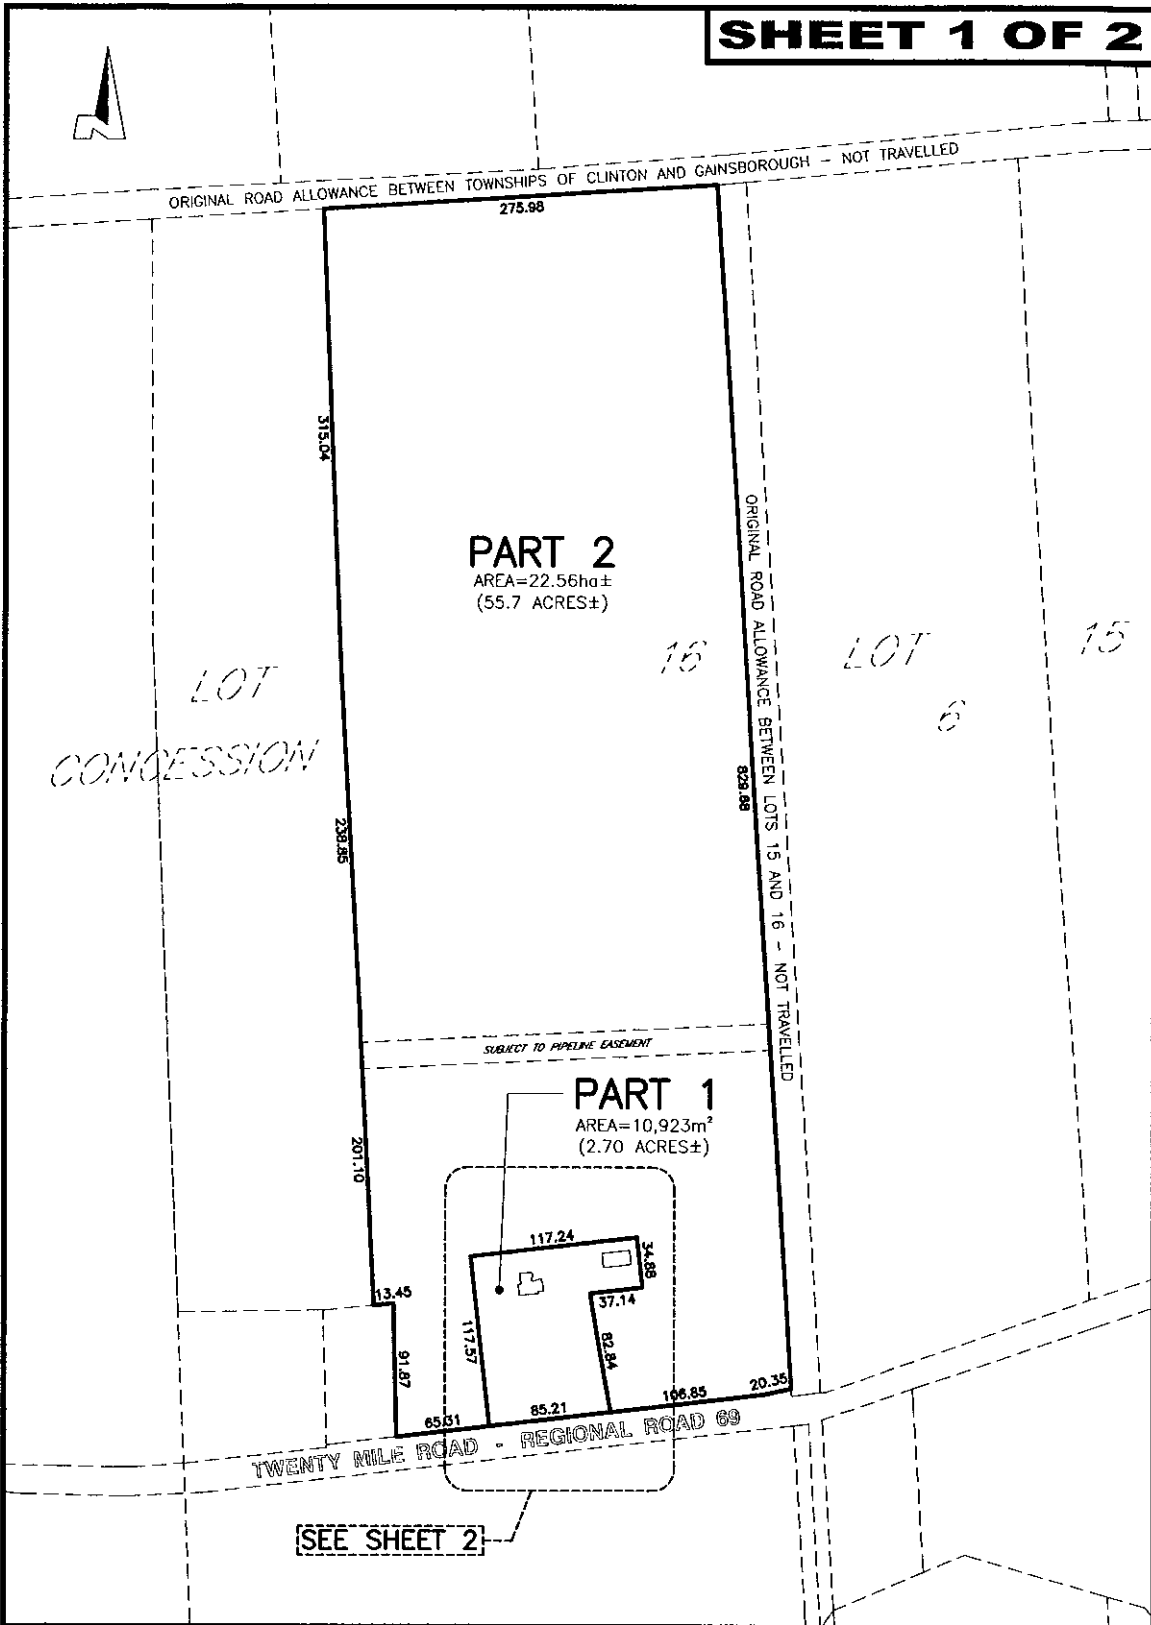 SHEET 1 OF 2
ORIGINAL ROAD ALLOWANCE BETWEEN TOWNSHIPS OF CLINTON AND GAINSBOROUGH - NOT TRAVELLED
275.98
315.04
PART 2
AREA=22.56ha±
(55.7 ACRES±)
ORIGINAL ROAD ALLOWANCE BETWEEN LOTS 15 AND 16 - NOT TRAVELLED
LOT
16
LOT
15
6
CONCESSION
829.68
238.85
SUBJECT TO PIPELINE EASEMENT
PART 1
AREA=10,923m²
(2.70 ACRES±)
201.10
117.24
34.88
13.45
37.14
117.57
82.84
91.87
65.31
85.21
106.85
20.35
TWENTY MILE ROAD - REGIONAL ROAD 69
SEE SHEET 2